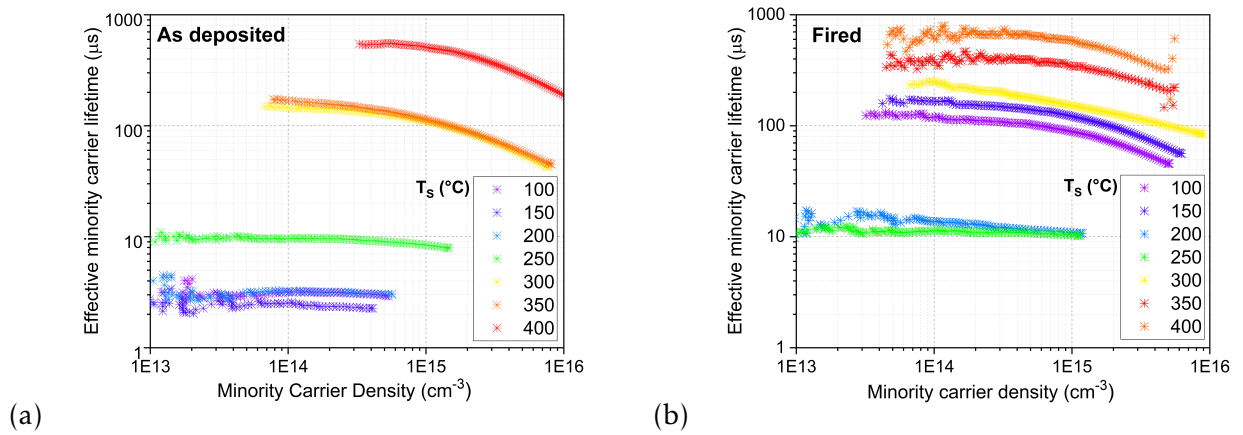 As deposited
Effective minority carrier lifetime (μs)
1000
100
10
1
T_S (°C)
100
150
200
250
300
350
400
1E13
1E14
1E15
1E16
Minority Carrier Density (cm⁻³)
(a)
Fired
Effective minority carrier lifetime (μs)
1000
100
10
1
T_S (°C)
100
150
200
250
300
350
400
1E13
1E14
1E15
1E16
Minority carrier density (cm⁻³)
(b)